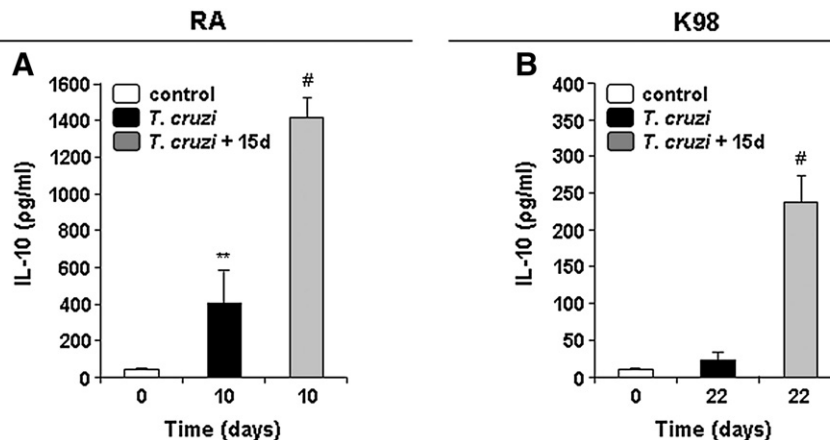 RA
K98
A
IL-10 (ρg/ml)
1600
1400
1200
1000
800
600
400
200
0
control
T. cruzi
T. cruzi + 15d
**
#
0
10
10
Time (days)
B
IL-10 (ρg/ml)
400
350
300
250
200
150
100
50
0
control
T. cruzi
T. cruzi + 15d
#
0
22
22
Time (days)